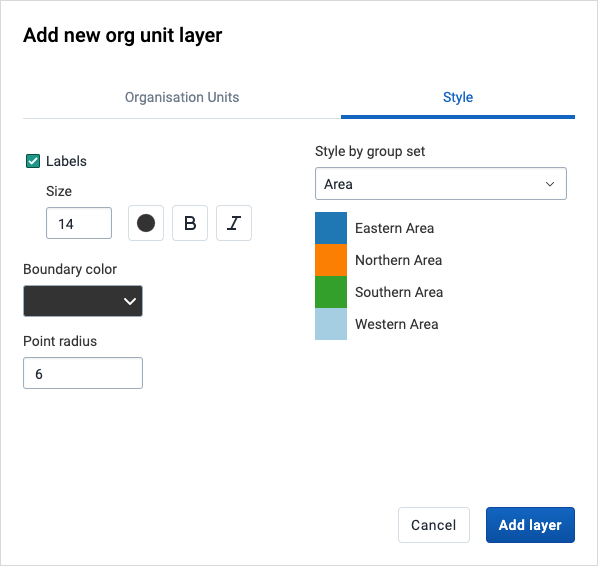 Add new org unit layer
Organisation Units
Style
Labels
Size
14
B
I
Boundary color
Point radius
6
Style by group set
Area
Eastern Area
Northern Area
Southern Area
Western Area
Cancel
Add layer